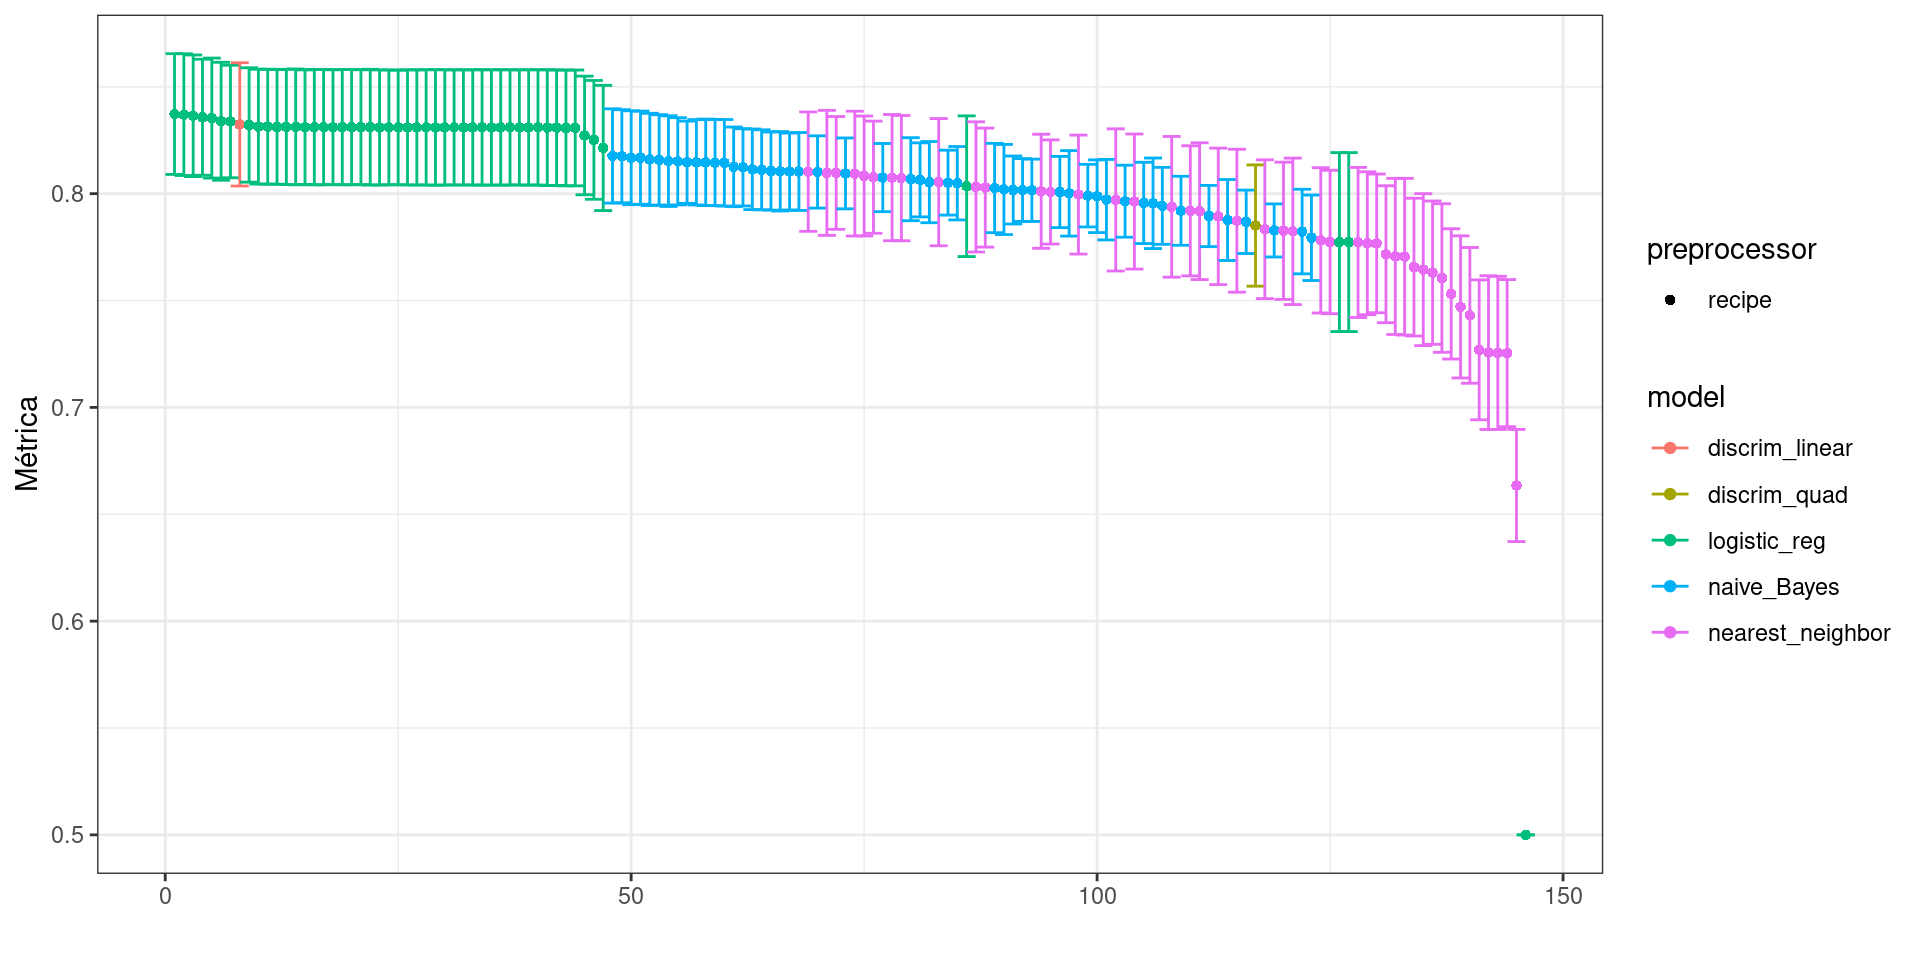 Métrica
0.8
0.7
0.6
0.5
0
50
100
150
preprocessor
recipe
model
discrim_linear
discrim_quad
logistic_reg
naive_Bayes
nearest_neighbor